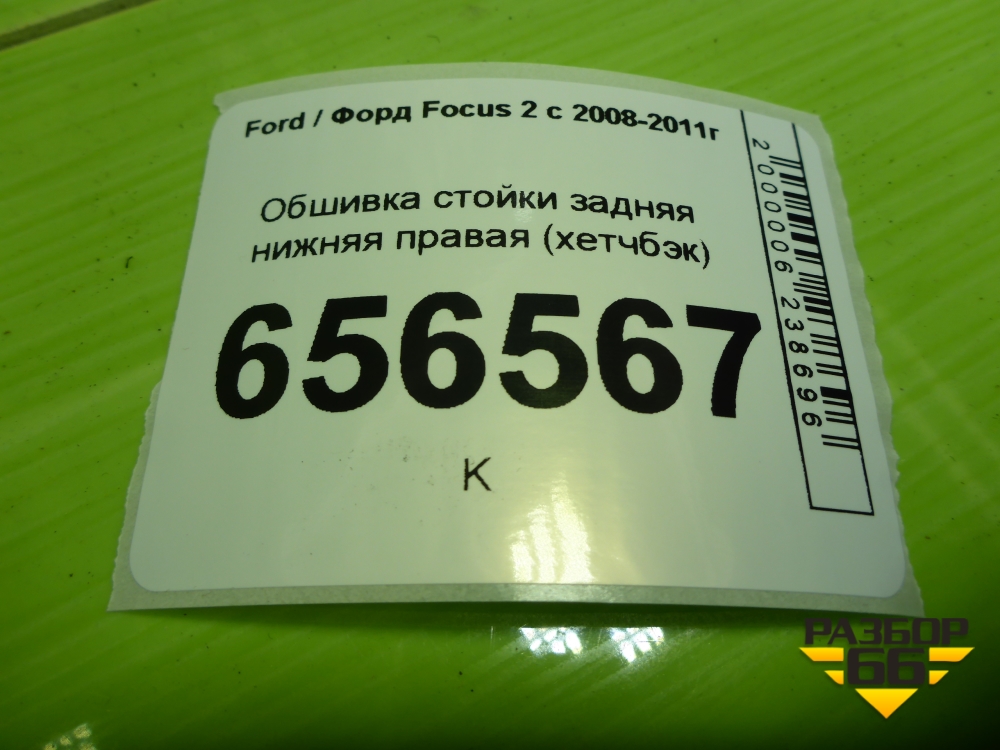 Ford / Форд Focus 2 с 2008-2011г
Обшивка стойки задняя
нижняя правая (хетчбэк)
656567
К
2000006238696
РАЗБОР
66